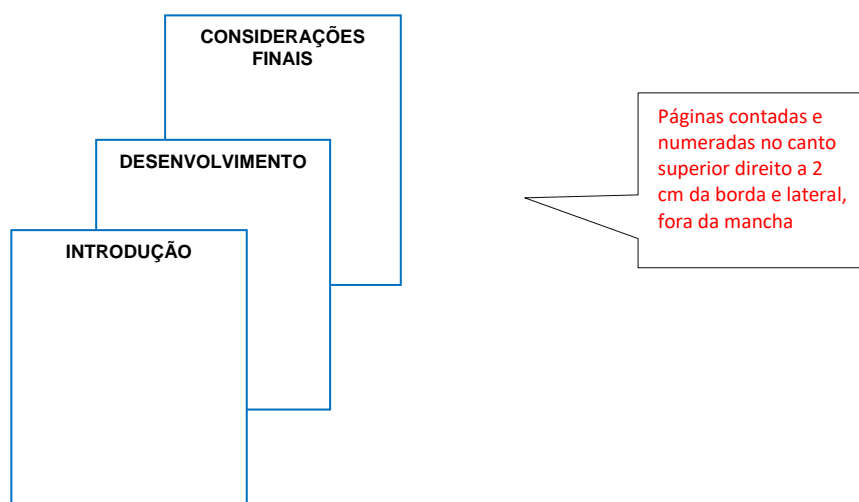 CONSIDERAÇÕES
FINAIS
DESENVOLVIMENTO
INTRODUÇÃO
Páginas contadas e
numeradas no canto
superior direito a 2
cm da borda e lateral,
fora da mancha